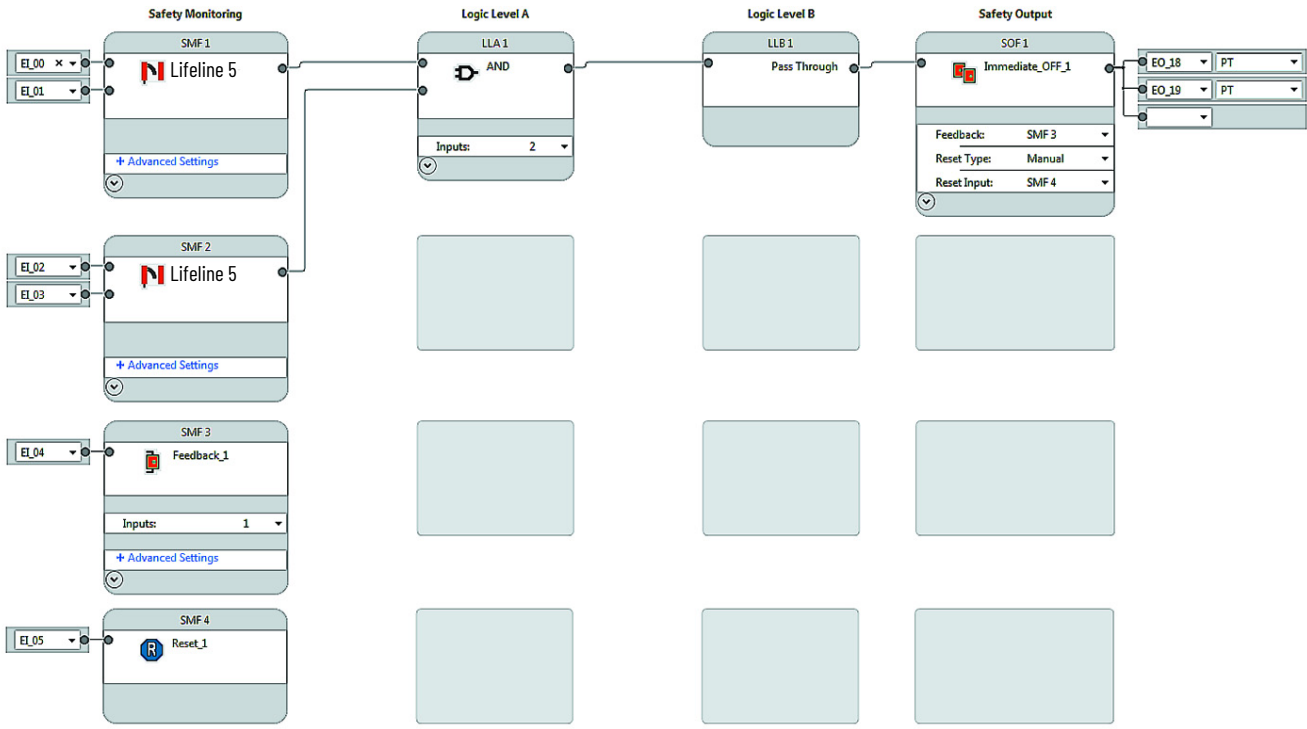 Safety Monitoring
Logic Level A
Logic Level B
Safety Output
SMF 1
LLA 1
LLB 1
SOF 1
EI_00
Lifeline 5
AND
Pass Through
Immediate_OFF_1
EO_18
PT
EI_01
EO_19
PT
Feedback: SMF 3
Inputs: 2
+ Advanced Settings
Reset Type: Manual
Reset Input: SMF 4
SMF 2
EI_02
Lifeline 5
EI_03
+ Advanced Settings
SMF 3
EI_04
Feedback_1
Inputs: 1
+ Advanced Settings
SMF 4
EI_05
R
Reset_1